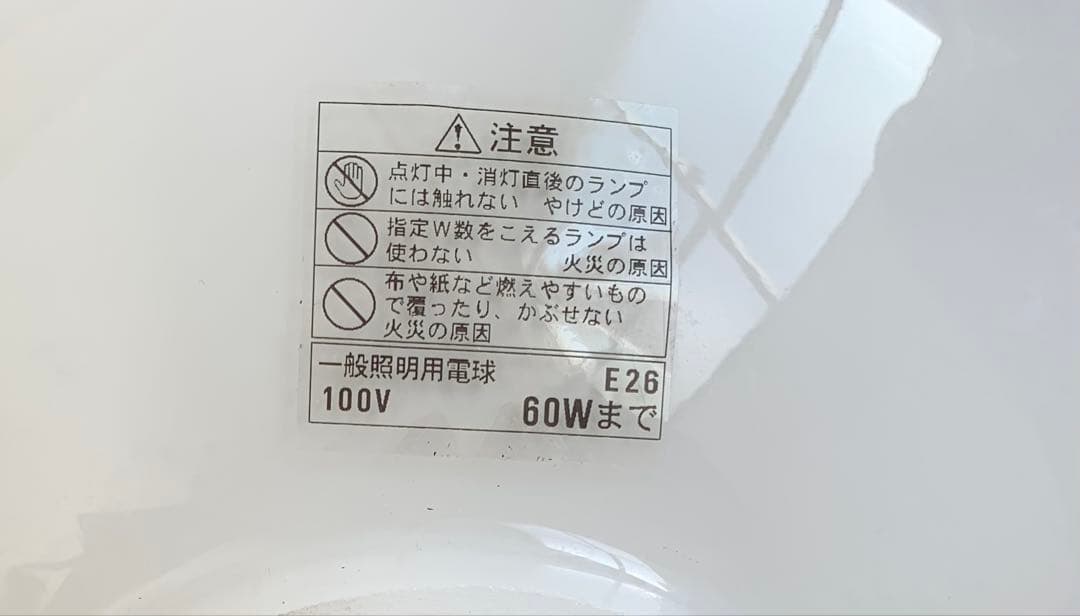 注意
点灯中・消灯直後のランプ
には触れない やけどの原因
指定W数をこえるランプは
使わない 火災の原因
布や紙など燃えやすいもの
で覆ったり、かぶせない
火災の原因
一般照明用電球 E26
100V 60Wまで